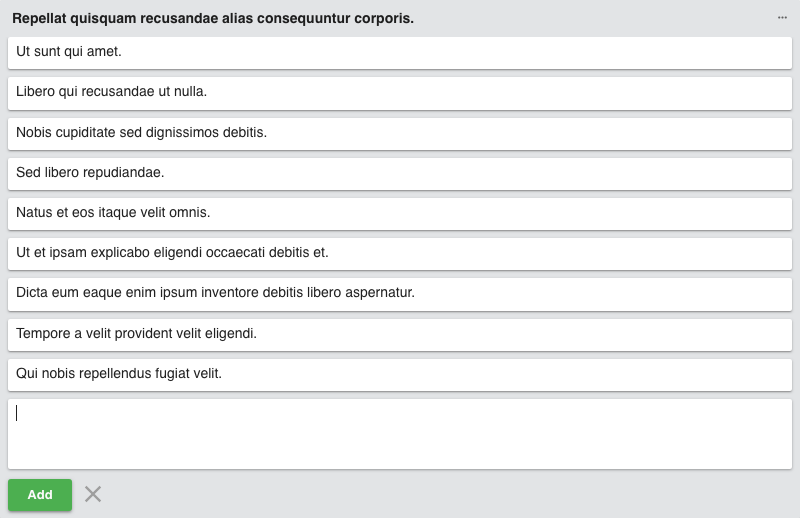 Repellat quisquam recusandae alias consequuntur corporis.
Ut sunt qui amet.
Libero qui recusandae ut nulla.
Nobis cupiditate sed dignissimos debitis.
Sed libero repudiandae.
Natus et eos itaque velit omnis.
Ut et ipsam explicabo eligendi occaecati debitis et.
Dicta eum eaque enim ipsum inventore debitis libero aspernatur.
Tempore a velit provident velit eligendi.
Qui nobis repellendus fugiat velit.
Add